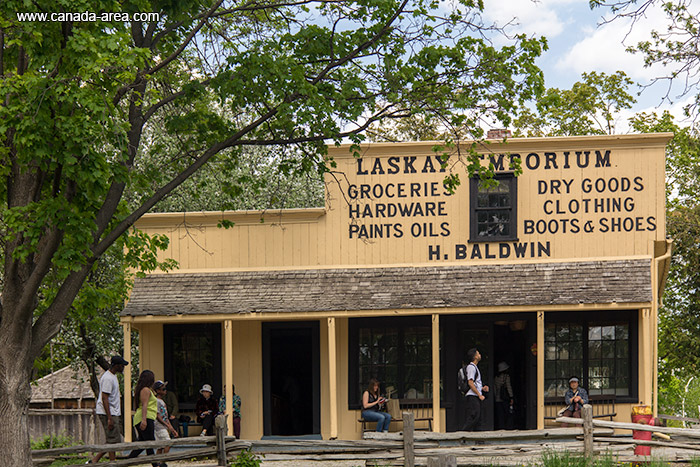 www.canada-area.com
LASKAY EMPORIUM
GROCERIES DRY GOODS
HARDWARE CLOTHING
PAINTS OILS BOOTS & SHOES
H. BALDWIN